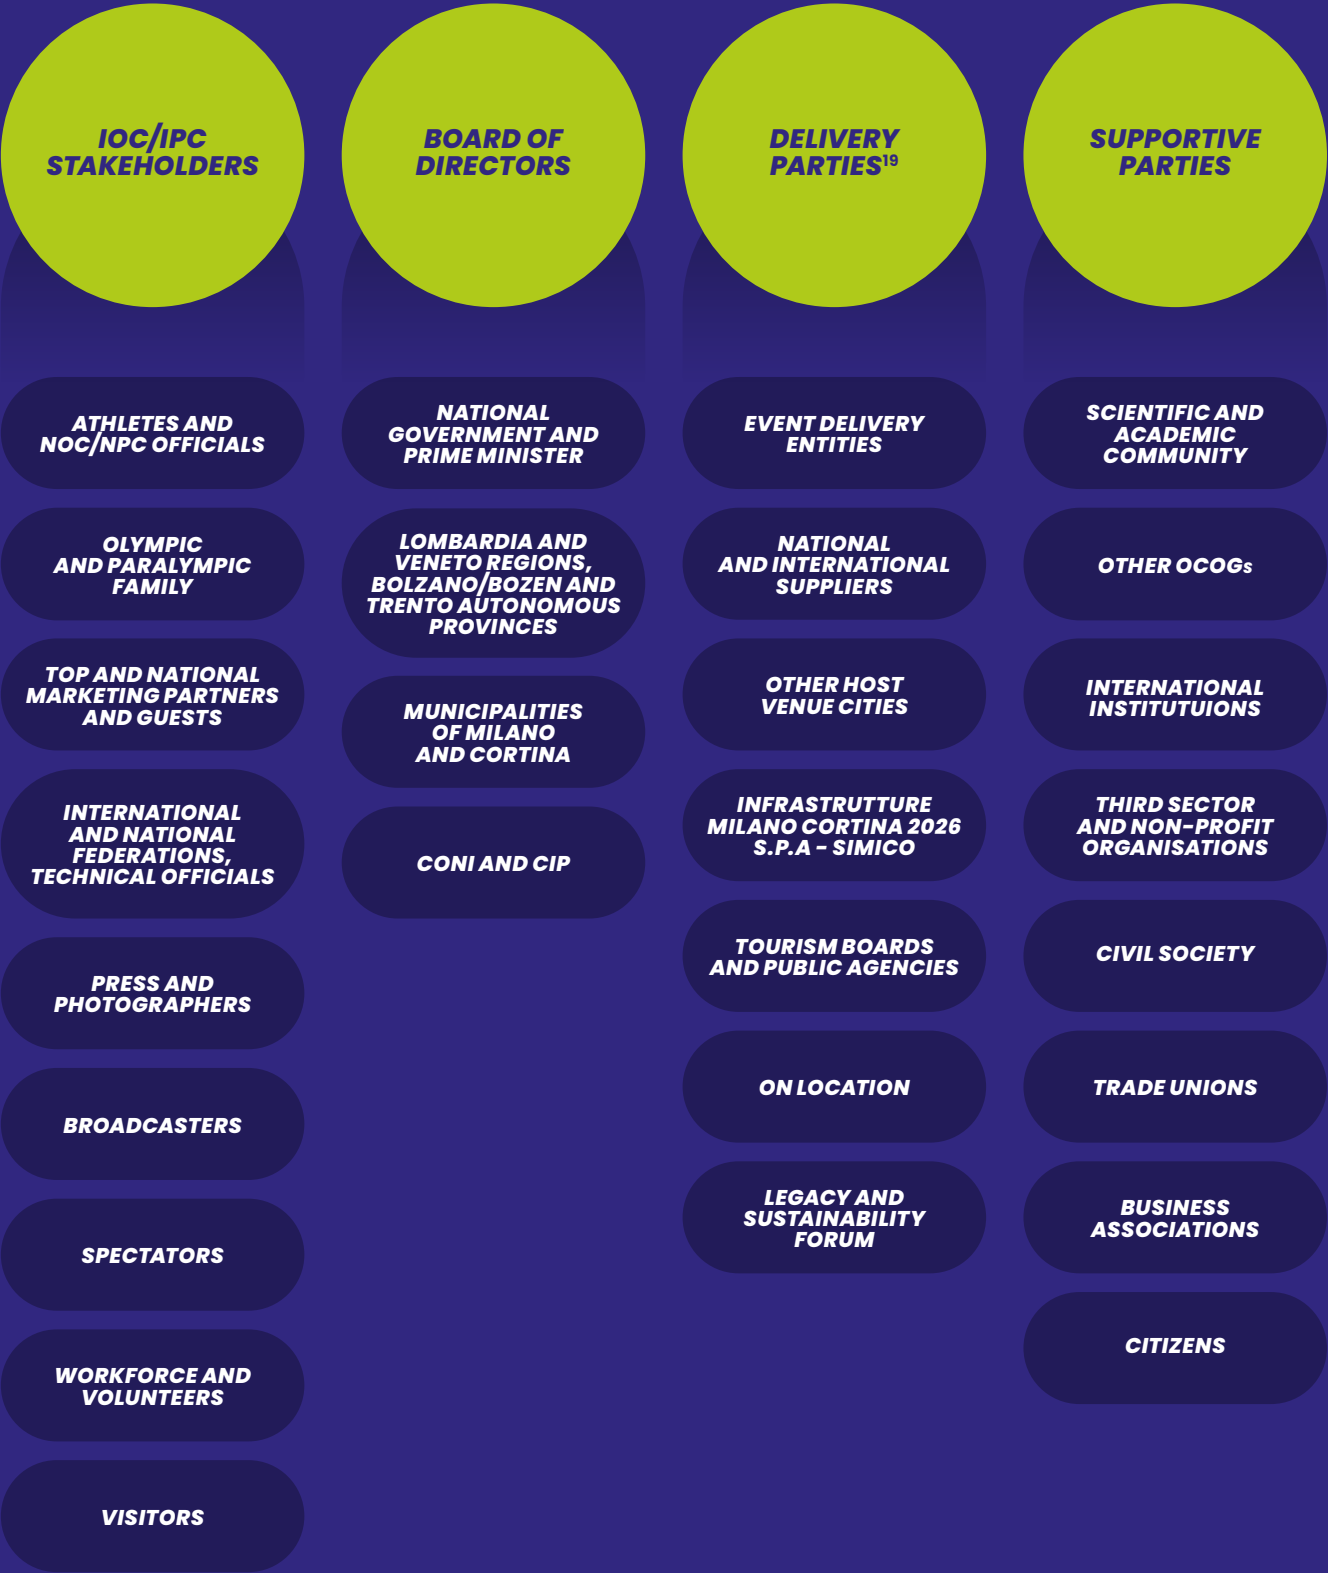 IOC/IPC
STAKEHOLDERS
ATHLETES AND
NOC/NPC OFFICIALS
OLYMPIC
AND PARALYMPIC
FAMILY
TOP AND NATIONAL
MARKETING PARTNERS
AND GUESTS
INTERNATIONAL
AND NATIONAL
FEDERATIONS,
TECHNICAL OFFICIALS
PRESS AND
PHOTOGRAPHERS
BROADCASTERS
SPECTATORS
WORKFORCE AND
VOLUNTEERS
VISITORS
BOARD OF
DIRECTORS
NATIONAL
GOVERNMENT AND
PRIME MINISTER
LOMBARDIA AND
VENETO REGIONS,
BOLZANO/BOZEN AND
TRENTO AUTONOMOUS
PROVINCES
MUNICIPALITIES
OF MILANO
AND CORTINA
CONI AND CIP
DELIVERY
PARTIES¹⁹
EVENT DELIVERY
ENTITIES
NATIONAL
AND INTERNATIONAL
SUPPLIERS
OTHER HOST
VENUE CITIES
INFRASTRUTTURE
MILANO CORTINA 2026
S.P.A – SIMICO
TOURISM BOARDS
AND PUBLIC AGENCIES
ON LOCATION
LEGACY AND
SUSTAINABILITY
FORUM
SUPPORTIVE
PARTIES
SCIENTIFIC AND
ACADEMIC
COMMUNITY
OTHER OCOGs
INTERNATIONAL
INSTITUTUIONS
THIRD SECTOR
AND NON-PROFIT
ORGANISATIONS
CIVIL SOCIETY
TRADE UNIONS
BUSINESS
ASSOCIATIONS
CITIZENS